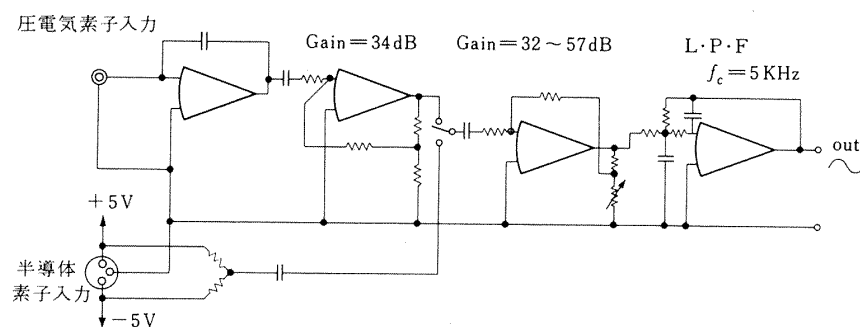 圧電気素子入力
Gain=34dB
Gain=32~57dB
L・P・F
fc=5KHz
out
+5V
半導体
素子入力
-5V